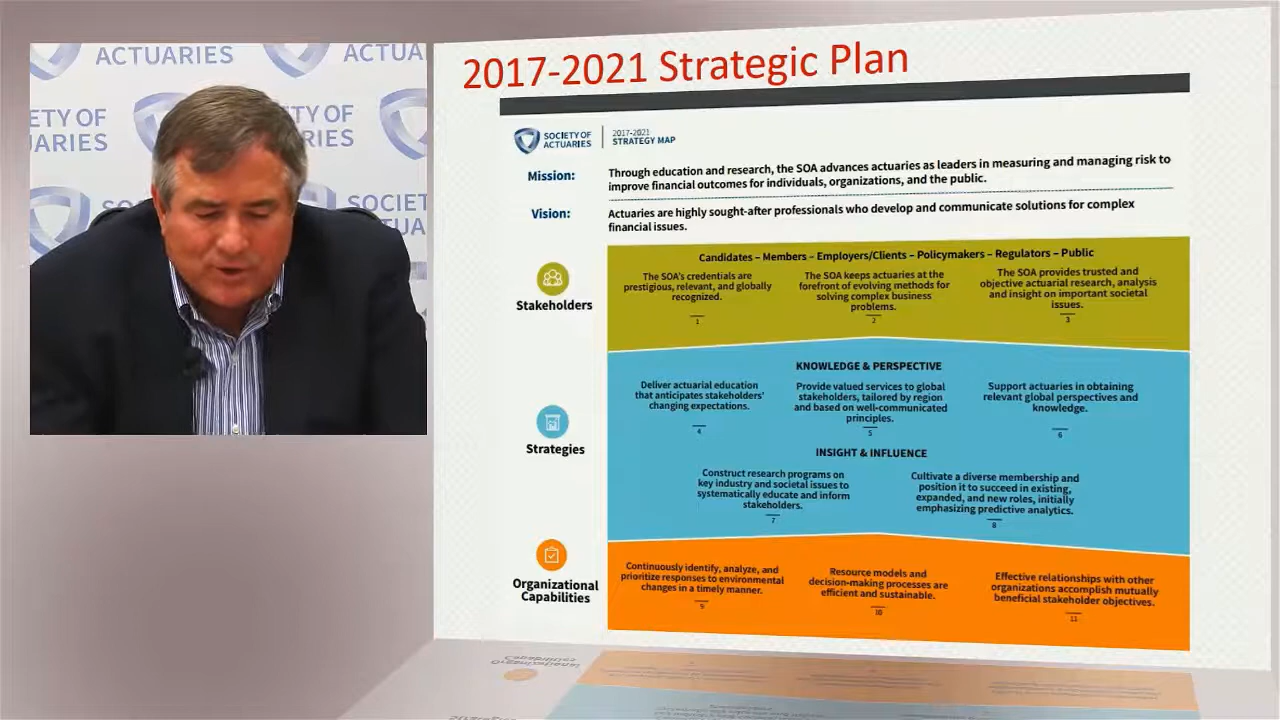 ACTUARIES
ACTUA
ETY OF
UARIES
TY OF
RIES
SOCIET
ACTUA
2017-2021 Strategic Plan
SOCIETY OF
ACTUARIES
2017-2021
STRATEGY MAP
Mission:
Through education and research, the SOA advances actuaries as leaders in measuring and managing risk to
improve financial outcomes for individuals, organizations, and the public.
Vision:
Actuaries are highly sought-after professionals who develop and communicate solutions for complex
financial issues.
Stakeholders
Candidates – Members – Employers/Clients – Policymakers – Regulators – Public
The SOA's credentials are
prestigious, relevant, and globally
recognized.
1
The SOA keeps actuaries at the
forefront of evolving methods for
solving complex business
problems.
2
The SOA provides trusted and
objective actuarial research, analysis
and insight on important societal
issues.
3
Strategies
KNOWLEDGE & PERSPECTIVE
Deliver actuarial education
that anticipates stakeholders'
changing expectations.
4
Provide valued services to global
stakeholders, tailored by region
and based on well-communicated
principles.
5
Support actuaries in obtaining
relevant global perspectives and
knowledge.
6
INSIGHT & INFLUENCE
Construct research programs on
key industry and societal issues to
systematically educate and inform
stakeholders.
7
Cultivate a diverse membership and
position it to succeed in existing,
expanded, and new roles, initially
emphasizing predictive analytics.
8
Organizational
Capabilities
Continuously identify, analyze, and
prioritize responses to environmental
changes in a timely manner.
9
Resource models and
decision-making processes are
efficient and sustainable.
10
Effective relationships with other
organizations accomplish mutually
beneficial stakeholder objectives.
11